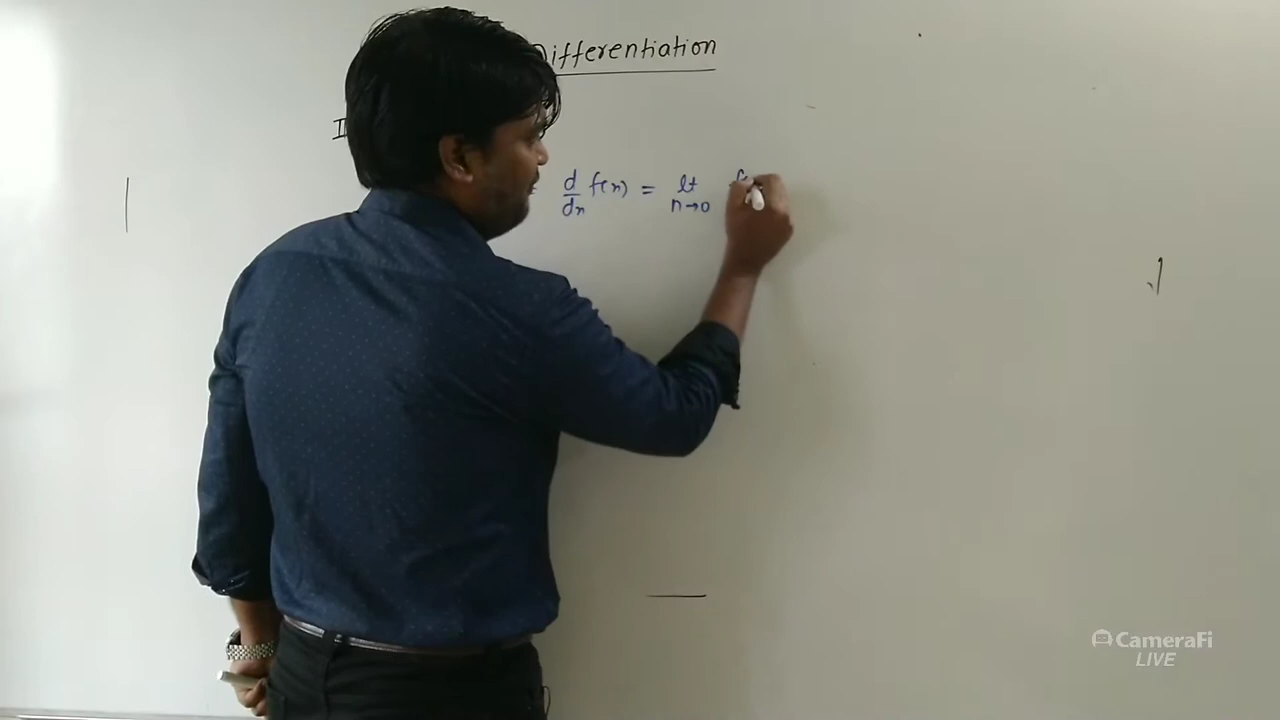 Differentiation
I
d/dx f(x) = lt h→0 f(
CameraFi
LIVE